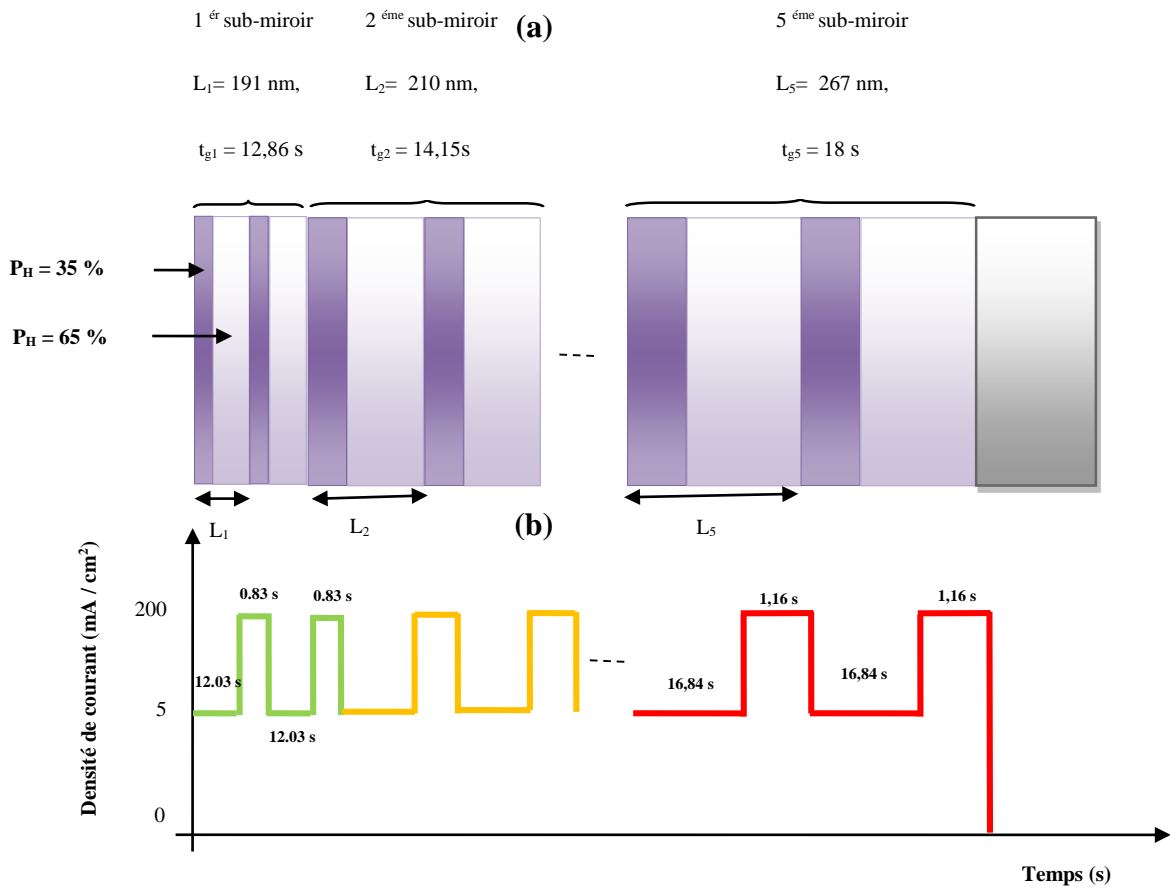 1 ér sub-miroir 2 éme sub-miroir (a) 5 éme sub-miroir
L1= 191 nm, L2= 210 nm, L5= 267 nm,
tg1 = 12,86 s tg2 = 14,15s tg5 = 18 s
PH = 35 %
PH = 65 %
L1 L2 (b) L5
Densité de courant (mA / cm²)
200
5
0
0.83 s 0.83 s 1,16 s 1,16 s
12.03 s 16,84 s 16,84 s
12.03 s
Temps (s)